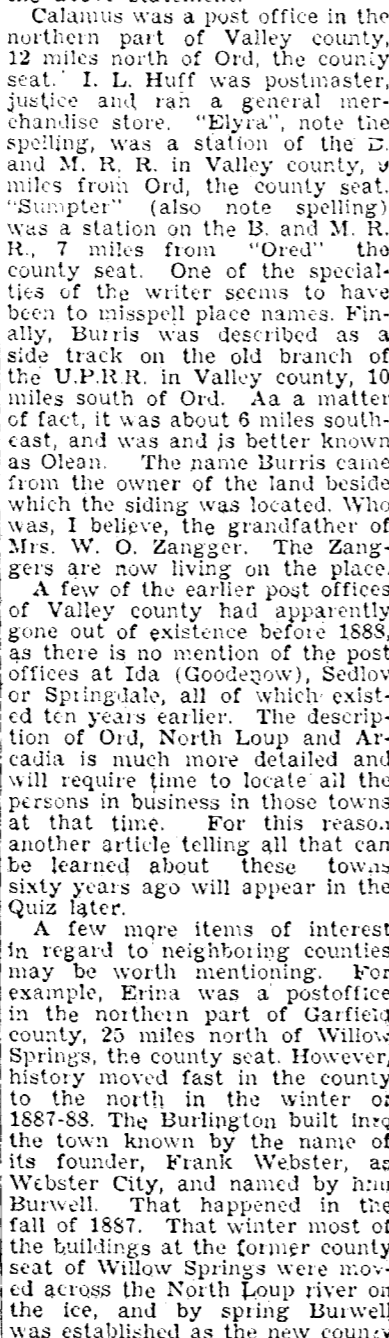 the above statement.
Calamus was a post office in the
northern part of Valley county,
12 miles north of Ord, the county
seat. I. L. Huff was postmaster,
justice and ran a general mer-
chandise store. "Elyra", note the
spelling, was a station of the B.
and M. R. R. in Valley county, 9
miles from Ord, the county seat.
"Sumpter" (also note spelling)
was a station on the B. and M. R.
R., 7 miles from "Ored" the
county seat. One of the special-
ties of the writer seems to have
been to misspell place names. Fin-
ally, Burris was described as a
side track on the old branch of
the U.P.R.R. in Valley county, 10
miles south of Ord. Aa a matter
of fact, it was about 6 miles south-
east, and was and is better known
as Olean. The name Burris came
from the owner of the land beside
which the siding was located. Who
was, I believe, the grandfather of
Mrs. W. O. Zangger. The Zang-
gers are now living on the place.
A few of the earlier post offices
of Valley county had apparently
gone out of existence before 1888,
as there is no mention of the post
offices at Ida (Goodenow), Sedlov
or Springdale, all of which exist-
ed ten years earlier. The descrip-
tion of Ord, North Loup and Ar-
cadia is much more detailed and
will require time to locate all the
persons in business in those towns
at that time. For this reason
another article telling all that can
be learned about these towns
sixty years ago will appear in the
Quiz later.
A few more items of interest
in regard to neighboring counties
may be worth mentioning. For
example, Erina was a postoffice
in the northern part of Garfield
county, 25 miles north of Willow
Springs, the county seat. However,
history moved fast in the county
to the north in the winter of
1887-88. The Burlington built into
the town known by the name of
its founder, Frank Webster, as
Webster City, and named by him
Burwell. That happened in the
fall of 1887. That winter most of
the buildings at the former county
seat of Willow Springs were mov-
ed across the North Loup river on
the ice, and by spring Burwell
was established as the new county